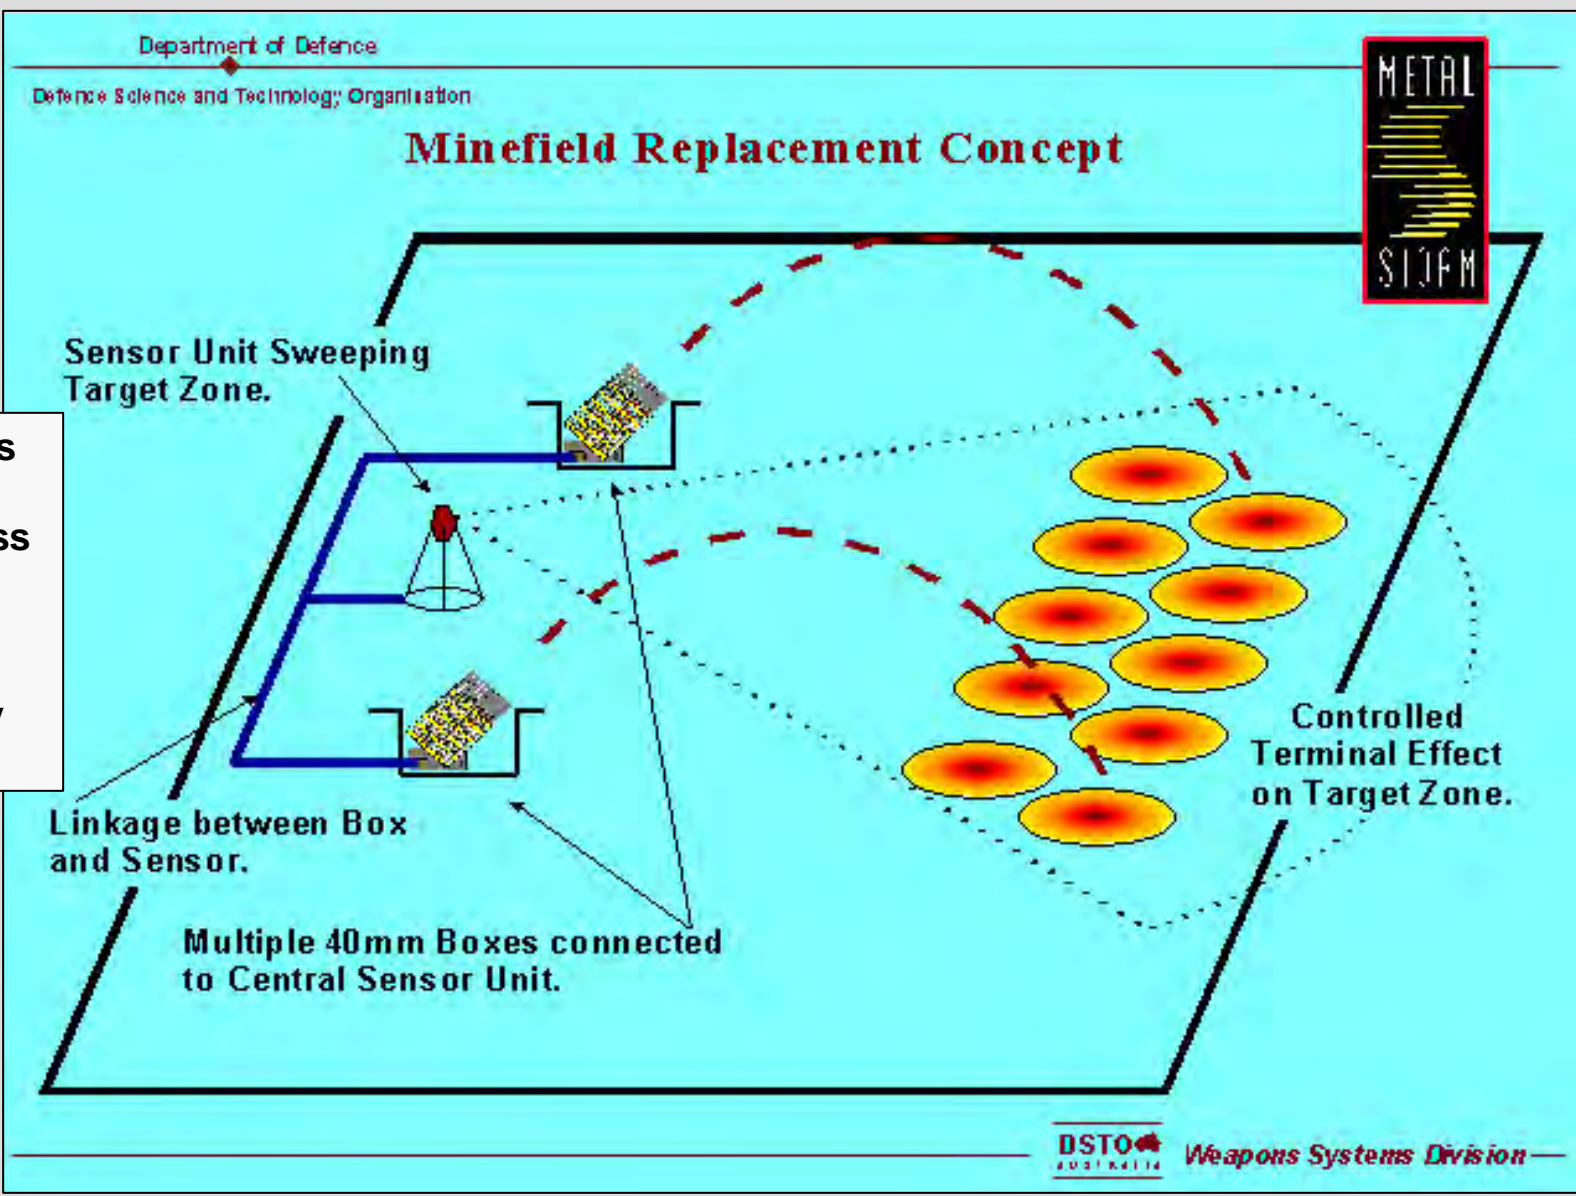 Department of Defence
Defence Science and Technology Organisation
Minefield Replacement Concept
METAL
Sensor Unit Sweeping
Target Zone.
s
ss
y
Controlled
Terminal Effect
on Target Zone.
Linkage between Box
and Sensor.
Multiple 40mm Boxes connected
to Central Sensor Unit.
DSTO
AUSTRALIA
Weapons Systems Division